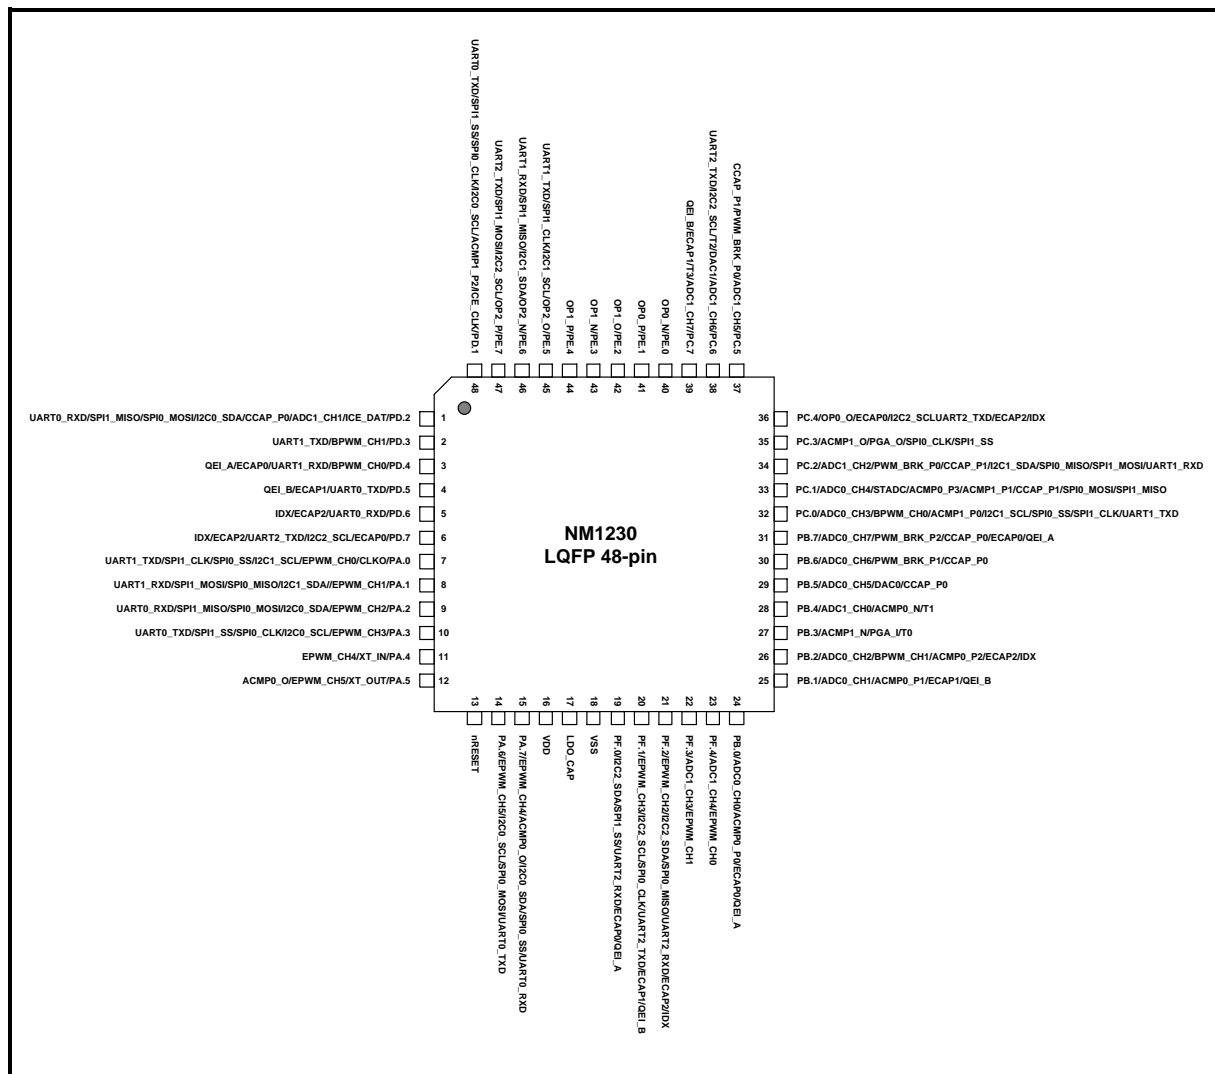 UART0_TXD/SPI1_SS/SPI0_CLK/I2C0_SCL/ACMP1_P2/ICE_CLK/PD.1
UART2_TXD/SPI1_MOSI/I2C2_SCL/OP2_P/PE.7
UART1_RXD/SPI1_MISO/I2C1_SDA/OP2_N/PE.6
UART1_TXD/SPI1_CLK/I2C1_SCL/OP2_O/PE.5
OP1_P/PE.4
OP1_N/PE.3
OP1_O/PE.2
OP0_P/PE.1
OP0_N/PE.0
QEI_B/ECAP1/T3/ADC1_CH7/PC.7
UART2_TXD/I2C2_SCL/T2/DAC1/ADC1_CH6/PC.6
CCAP_P1/PWM_BRK_P0/ADC1_CH5/PC.5
48
47
46
45
44
43
42
41
40
39
38
37
UART0_RXD/SPI1_MISO/SPI0_MOSI/I2C0_SDA/CCAP_P0/ADC1_CH1/ICE_DAT/PD.2
1
UART1_TXD/BPWM_CH1/PD.3
2
QEI_A/ECAP0/UART1_RXD/BPWM_CH0/PD.4
3
QEI_B/ECAP1/UART0_TXD/PD.5
4
IDX/ECAP2/UART0_RXD/PD.6
5
IDX/ECAP2/UART2_TXD/I2C2_SCL/ECAP0/PD.7
6
UART1_TXD/SPI1_CLK/SPI0_SS/I2C1_SCL/EPWM_CH0/CLKO/PA.0
7
UART1_RXD/SPI1_MOSI/SPI0_MISO/I2C1_SDA//EPWM_CH1/PA.1
8
UART0_RXD/SPI1_MISO/SPI0_MOSI/I2C0_SDA/EPWM_CH2/PA.2
9
UART0_TXD/SPI1_SS/SPI0_CLK/I2C0_SCL/EPWM_CH3/PA.3
10
EPWM_CH4/XT_IN/PA.4
11
ACMP0_O/EPWM_CH5/XT_OUT/PA.5
12
NM1230
LQFP 48-pin
36
PC.4/OP0_O/ECAP0/I2C2_SCLUART2_TXD/ECAP2/IDX
35
PC.3/ACMP1_O/PGA_O/SPI0_CLK/SPI1_SS
34
PC.2/ADC1_CH2/PWM_BRK_P0/CCAP_P1/I2C1_SDA/SPI0_MISO/SPI1_MOSI/UART1_RXD
33
PC.1/ADC0_CH4/STADC/ACMP0_P3/ACMP1_P1/CCAP_P1/SPI0_MOSI/SPI1_MISO
32
PC.0/ADC0_CH3/BPWM_CH0/ACMP1_P0/I2C1_SCL/SPI0_SS/SPI1_CLK/UART1_TXD
31
PB.7/ADC0_CH7/PWM_BRK_P2/CCAP_P0/ECAP0/QEI_A
30
PB.6/ADC0_CH6/PWM_BRK_P1/CCAP_P0
29
PB.5/ADC0_CH5/DAC0/CCAP_P0
28
PB.4/ADC1_CH0/ACMP0_N/T1
27
PB.3/ACMP1_N/PGA_I/T0
26
PB.2/ADC0_CH2/BPWM_CH1/ACMP0_P2/ECAP2/IDX
25
PB.1/ADC0_CH1/ACMP0_P1/ECAP1/QEI_B
13
14
15
16
17
18
19
20
21
22
23
24
nRESET
PA.6/EPWM_CH5/I2C0_SCL/SPI0_MOSI/UART0_TXD
PA.7/EPWM_CH4/ACMP0_O/I2C0_SDA/SPI0_SS/UART0_RXD
VDD
LDO_CAP
VSS
PF.0/I2C2_SDA/SPI1_SS/UART2_RXD/ECAP0/QEI_A
PF.1/EPWM_CH3/I2C2_SCL/SPI0_CLK/UART2_TXD/ECAP1/QEI_B
PF.2/EPWM_CH2/I2C2_SDA/SPI0_MISO/UART2_RXD/ECAP2/IDX
PF.3/ADC1_CH3/EPWM_CH1
PF.4/ADC1_CH4/EPWM_CH0
PB.0/ADC0_CH0/ACMP0_P0/ECAP0/QEI_A